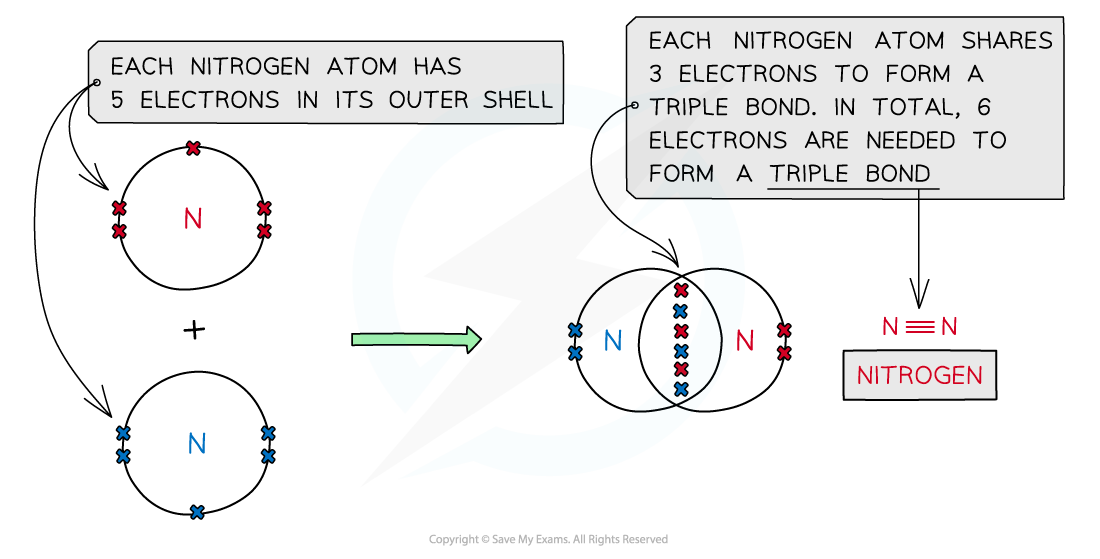 EACH NITROGEN ATOM HAS
5 ELECTRONS IN ITS OUTER SHELL
N
+
N
EACH NITROGEN ATOM SHARES
3 ELECTRONS TO FORM A
TRIPLE BOND. IN TOTAL, 6
ELECTRONS ARE NEEDED TO
FORM A TRIPLE BOND
N N
N≡N
NITROGEN
Copyright © Save My Exams. All Rights Reserved